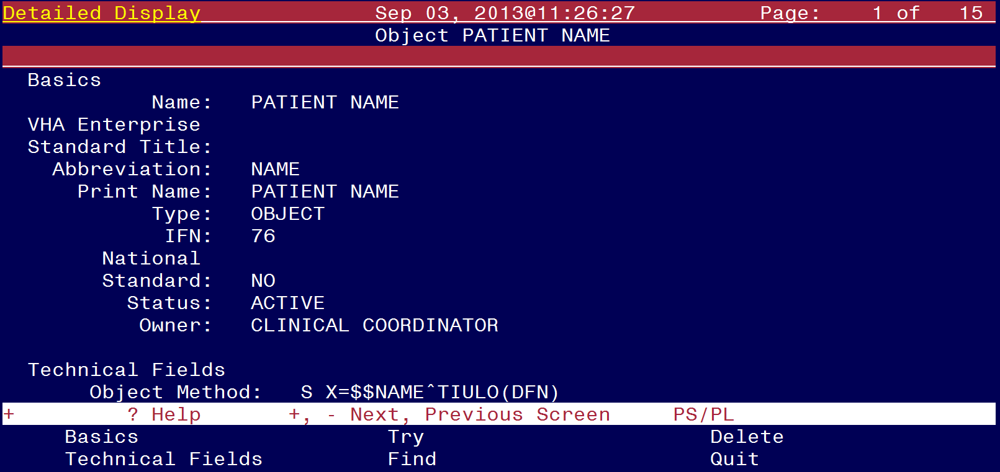 Detailed Display Sep 03, 2013@11:26:27 Page: 1 of 15
Object PATIENT NAME
Basics
Name: PATIENT NAME
VHA Enterprise
Standard Title:
Abbreviation: NAME
Print Name: PATIENT NAME
Type: OBJECT
IFN: 76
National
Standard: NO
Status: ACTIVE
Owner: CLINICAL COORDINATOR
Technical Fields
Object Method: S X=$$NAME^TIULO(DFN)
+ ? Help +, - Next, Previous Screen PS/PL
Basics Try Delete
Technical Fields Find Quit